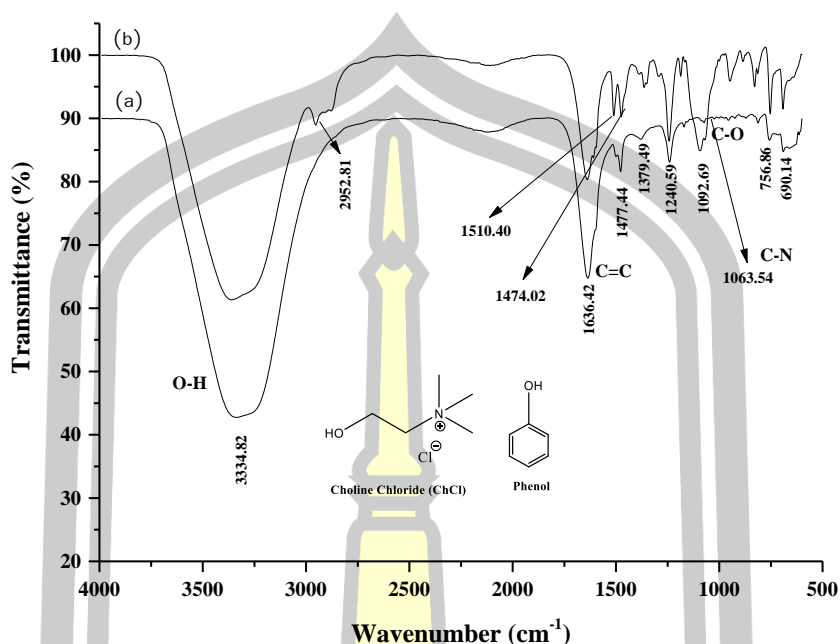 (b)
(a)
100
90
80
70
60
50
40
30
20
Transmittance (%)
O-H
3334.82
2952.81
1510.40
1474.02
C=C
1636.42
1477.44
1379.49
1240.59
1092.69
C-O
C-N
1063.54
756.86
690.14
HO
N
⊕
Cl
⊖
Choline Chloride (ChCl)
OH
Phenol
4000 3500 3000 2500 2000 1500 1000 500
Wavenumber (cm⁻¹)